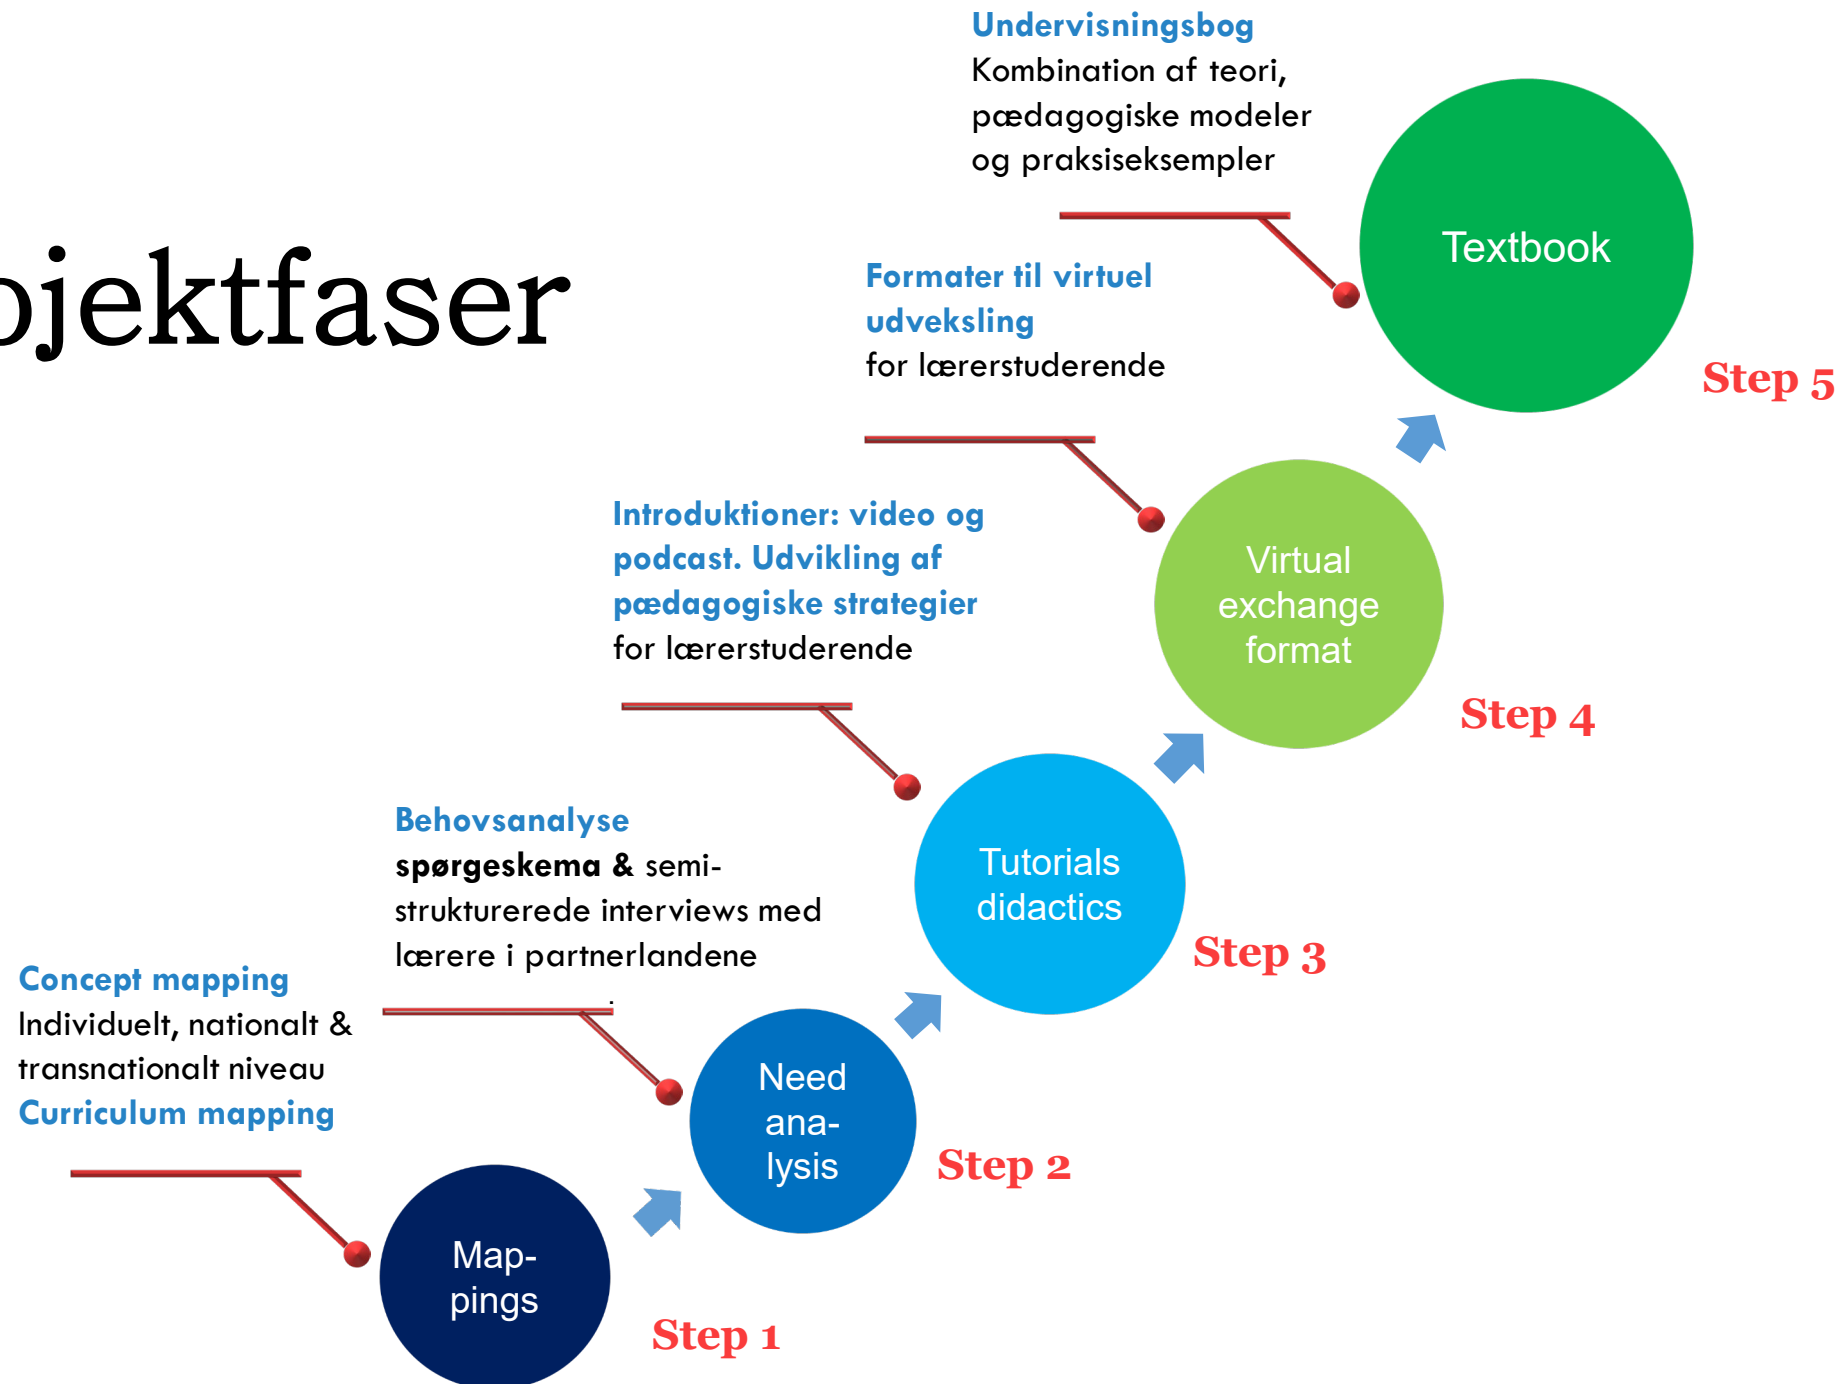 ojektfaser
Undervisningsbog
Kombination af teori,
pædagogiske modeler
og praksiseksempler
Textbook
Step 5
Formater til virtuel
udveksling
for lærerstuderende
Virtual
exchange
format
Step 4
Introduktioner: video og
podcast. Udvikling af
pædagogiske strategier
for lærerstuderende
Tutorials
didactics
Step 3
Behovsanalyse
spørgeskema & semi-
strukturerede interviews med
lærere i partnerlandene
.
Need
ana-
lysis
Step 2
Concept mapping
Individuelt, nationalt &
transnationalt niveau
Curriculum mapping
Map-
pings
Step 1